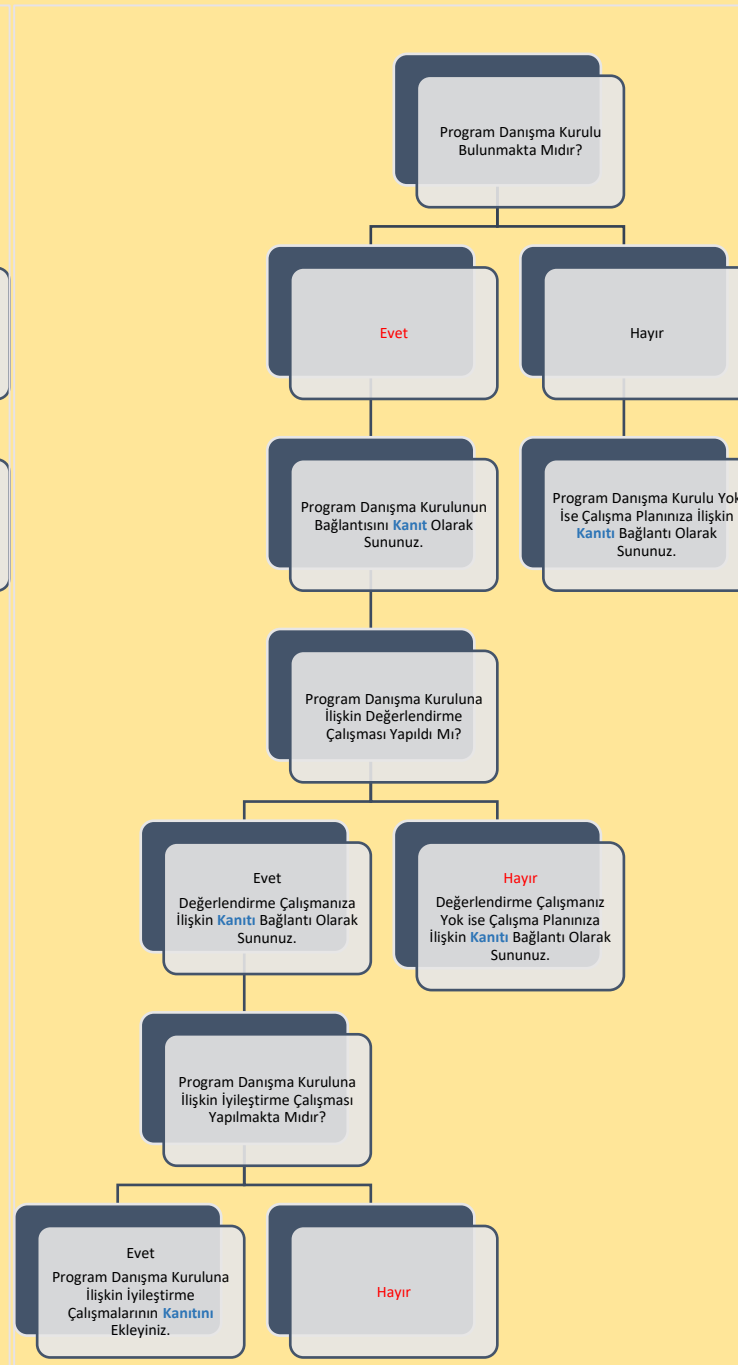 Program Danışma Kurulu
Bulunmakta Mıdır?
Evet
Hayır
Program Danışma Kurulunun
Bağlantısını Kanıt Olarak
Sununuz.
Program Danışma Kurulu Yok
İse Çalışma Planınıza İlişkin
Kanıtı Bağlantı Olarak
Sununuz.
Program Danışma Kuruluna
İlişkin Değerlendirme
Çalışması Yapıldı Mı?
Evet
Değerlendirme Çalışmanıza
İlişkin Kanıtı Bağlantı Olarak
Sununuz.
Hayır
Değerlendirme Çalışmanız
Yok ise Çalışma Planınıza
İlişkin Kanıtı Bağlantı Olarak
Sununuz.
Program Danışma Kuruluna
İlişkin İyileştirme Çalışması
Yapılmakta Mıdır?
Evet
Program Danışma Kuruluna
İlişkin İyileştirme
Çalışmalarının Kanıtını
Ekleyiniz.
Hayır